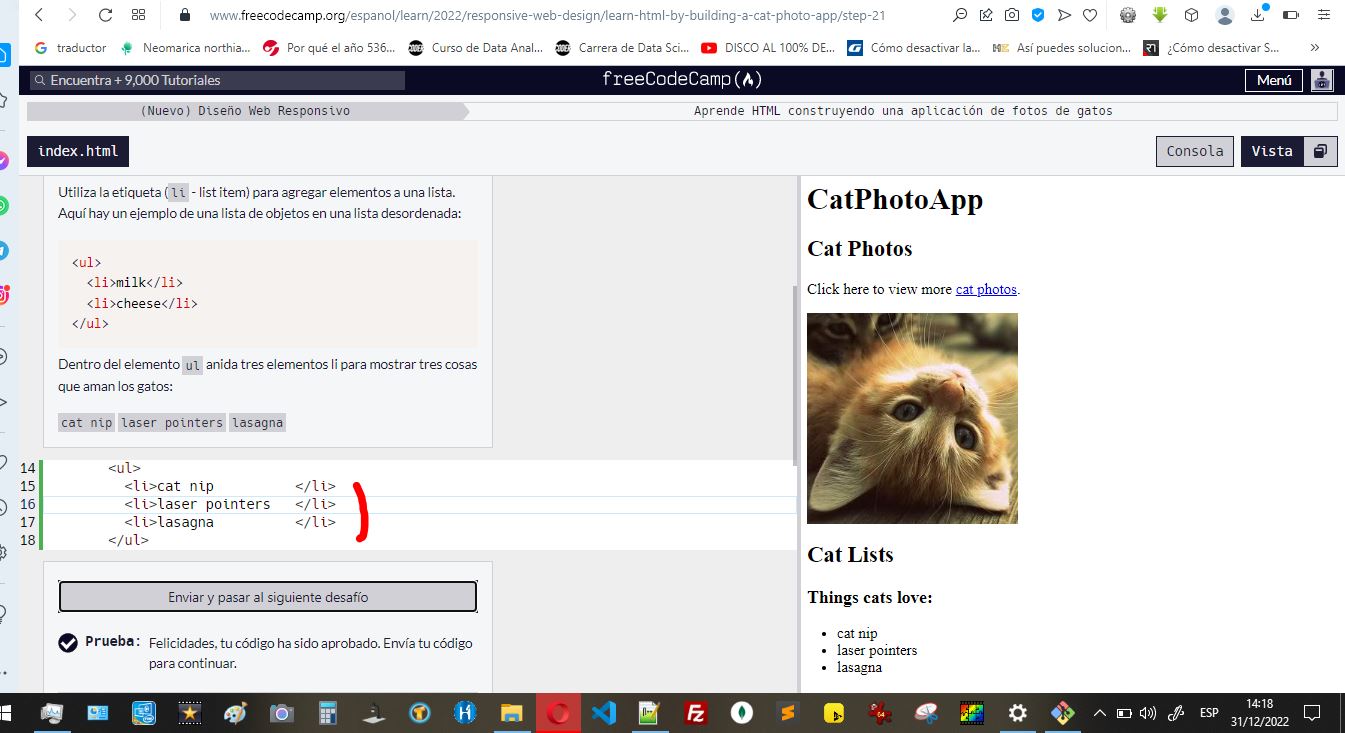 www.freecodecamp.org/espanol/learn/2022/responsive-web-design/learn-html-by-building-a-cat-photo-app/step-21
traductor
Neomarica northia...
Por qué el año 536...
Curso de Data Anal...
Carrera de Data Sci...
DISCO AL 100% DE...
Cómo desactivar la...
Así puedes solucion...
¿Cómo desactivar S...
Encuentra + 9,000 Tutoriales
freeCodeCamp
Menú
(Nuevo) Diseño Web Responsivo
Aprende HTML construyendo una aplicación de fotos de gatos
index.html
Consola
Vista
Utiliza la etiqueta (li - list item) para agregar elementos a una lista.
Aquí hay un ejemplo de una lista de objetos en una lista desordenada:
<ul>
<li>milk</li>
<li>cheese</li>
</ul>
Dentro del elemento ul anida tres elementos li para mostrar tres cosas
que aman los gatos:
cat nip laser pointers lasagna
14 <ul>
15 <li>cat nip </li>
16 <li>laser pointers </li>
17 <li>lasagna </li>
18 </ul>
Enviar y pasar al siguiente desafío
Prueba: Felicidades, tu código ha sido aprobado. Envía tu código
para continuar.
CatPhotoApp
Cat Photos
Click here to view more cat photos.
Cat Lists
Things cats love:
cat nip
laser pointers
lasagna
ESP
14:18
31/12/2022